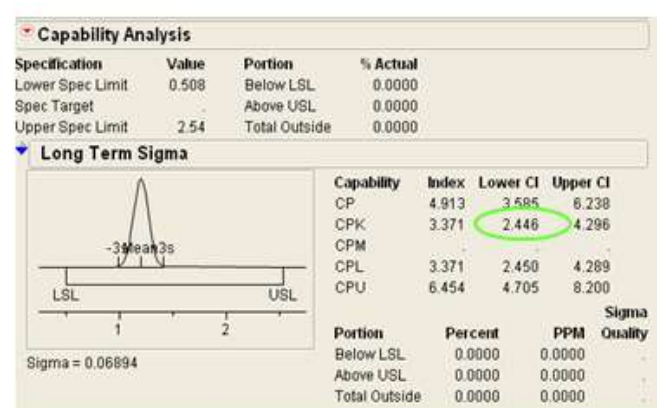 Capability Analysis
Specification Value Portion % Actual
Lower Spec Limit 0.508 Below LSL 0.0000
Spec Target . Above USL 0.0000
Upper Spec Limit 2.54 Total Outside 0.0000
Long Term Sigma
Capability Index Lower CI Upper CI
CP 4.913 3.585 6.238
CPK 3.371 2.446 4.296
CPM . . .
CPL 3.371 2.450 4.289
CPU 6.454 4.705 8.200
-3sMean3s
LSL USL
1 2
Sigma = 0.06894
Sigma
Portion Percent PPM Quality
Below LSL 0.0000 0.0000 .
Above USL 0.0000 0.0000 .
Total Outside 0.0000 0.0000 .